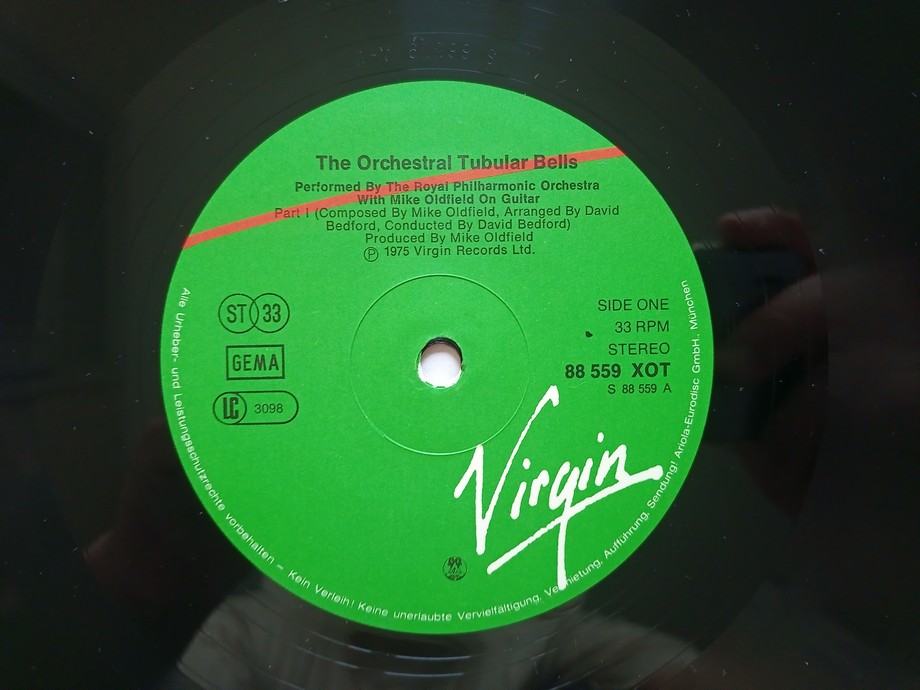 The Orchestral Tubular Bells
Performed By The Royal Philharmonic Orchestra
With Mike Oldfield On Guitar
Part I (Composed By Mike Oldfield, Arranged By David
Bedford, Conducted By David Bedford)
Produced By Mike Oldfield
Ⓟ 1975 Virgin Records Ltd.
ST 33
GEMA
LC 3098
SIDE ONE
33 RPM
STEREO
88 559 XOT
S 88 559 A
Virgin
Alle Urheber- und Leistungsschutzrechte vorbehalten – Kein Verleih! Keine unerlaubte Vervielfältigung, Vermietung, Aufführung, Sendung! Ariola-Eurodisc GmbH., München